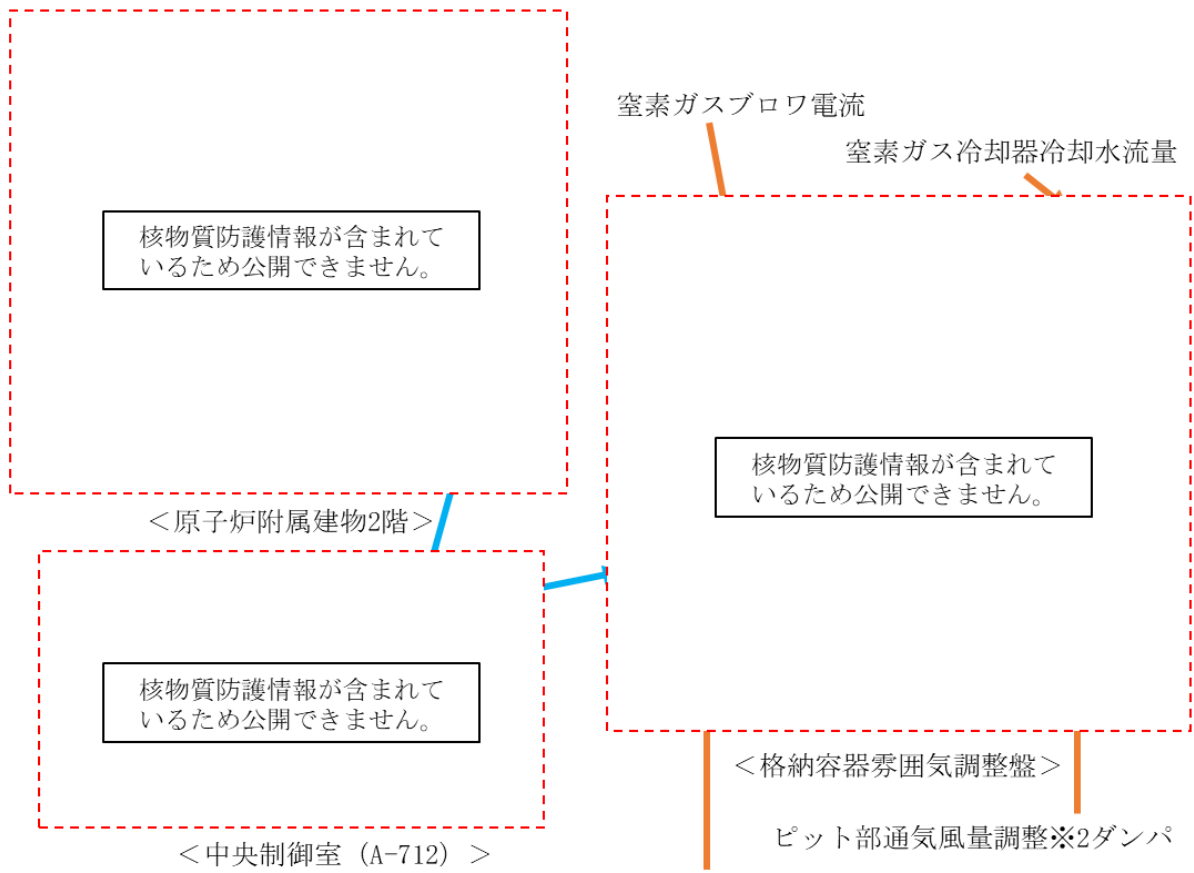 窒素ガスブロワ電流
窒素ガス冷却器冷却水流量
核物質防護情報が含まれて
いるため公開できません。
＜原子炉附属建物2階＞
核物質防護情報が含まれて
いるため公開できません。
核物質防護情報が含まれて
いるため公開できません。
＜中央制御室（A-712）＞
＜格納容器雰囲気調整盤＞
ピット部通気風量調整※2ダンパ